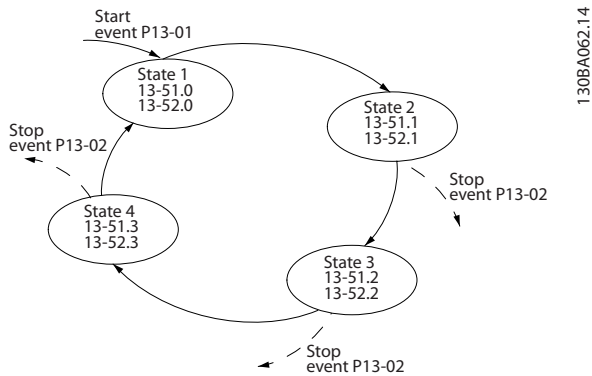 Start
event P13-01
130BA062.14
State 1
13-51.0
13-52.0
State 2
13-51.1
13-52.1
Stop
event P13-02
Stop
event P13-02
State 4
13-51.3
13-52.3
State 3
13-51.2
13-52.2
Stop
event P13-02